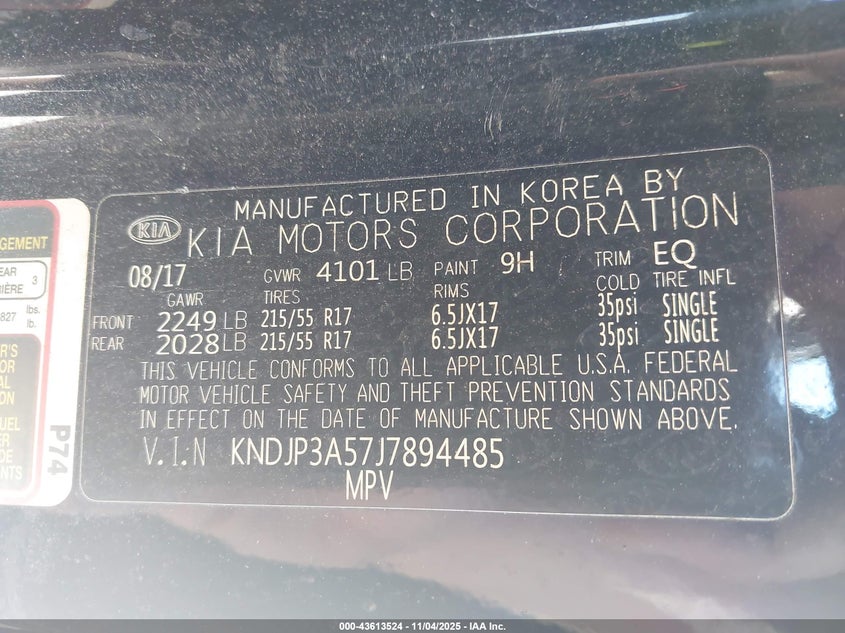 MANUFACTURED IN KOREA BY
KIA KIA MOTORS CORPORATION
08/17 GVWR 4101 LB PAINT 9H TRIM EQ
GAWR TIRES RIMS COLD TIRE INFL
FRONT 2249 LB 215/55 R17 6.5JX17 35psi SINGLE
REAR 2028 LB 215/55 R17 6.5JX17 35psi SINGLE
THIS VEHICLE CONFORMS TO ALL APPLICABLE U.S.A. FEDERAL
MOTOR VEHICLE SAFETY AND THEFT PREVENTION STANDARDS
IN EFFECT ON THE DATE OF MANUFACTURE SHOWN ABOVE.
V.I.N KNDJP3A57J7894485
MPV
P74
000-43613524 - 11/04/2025 - IAA Inc.